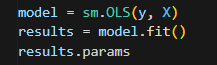 model = sm.OLS(y, X)
results = model.fit()
results.params